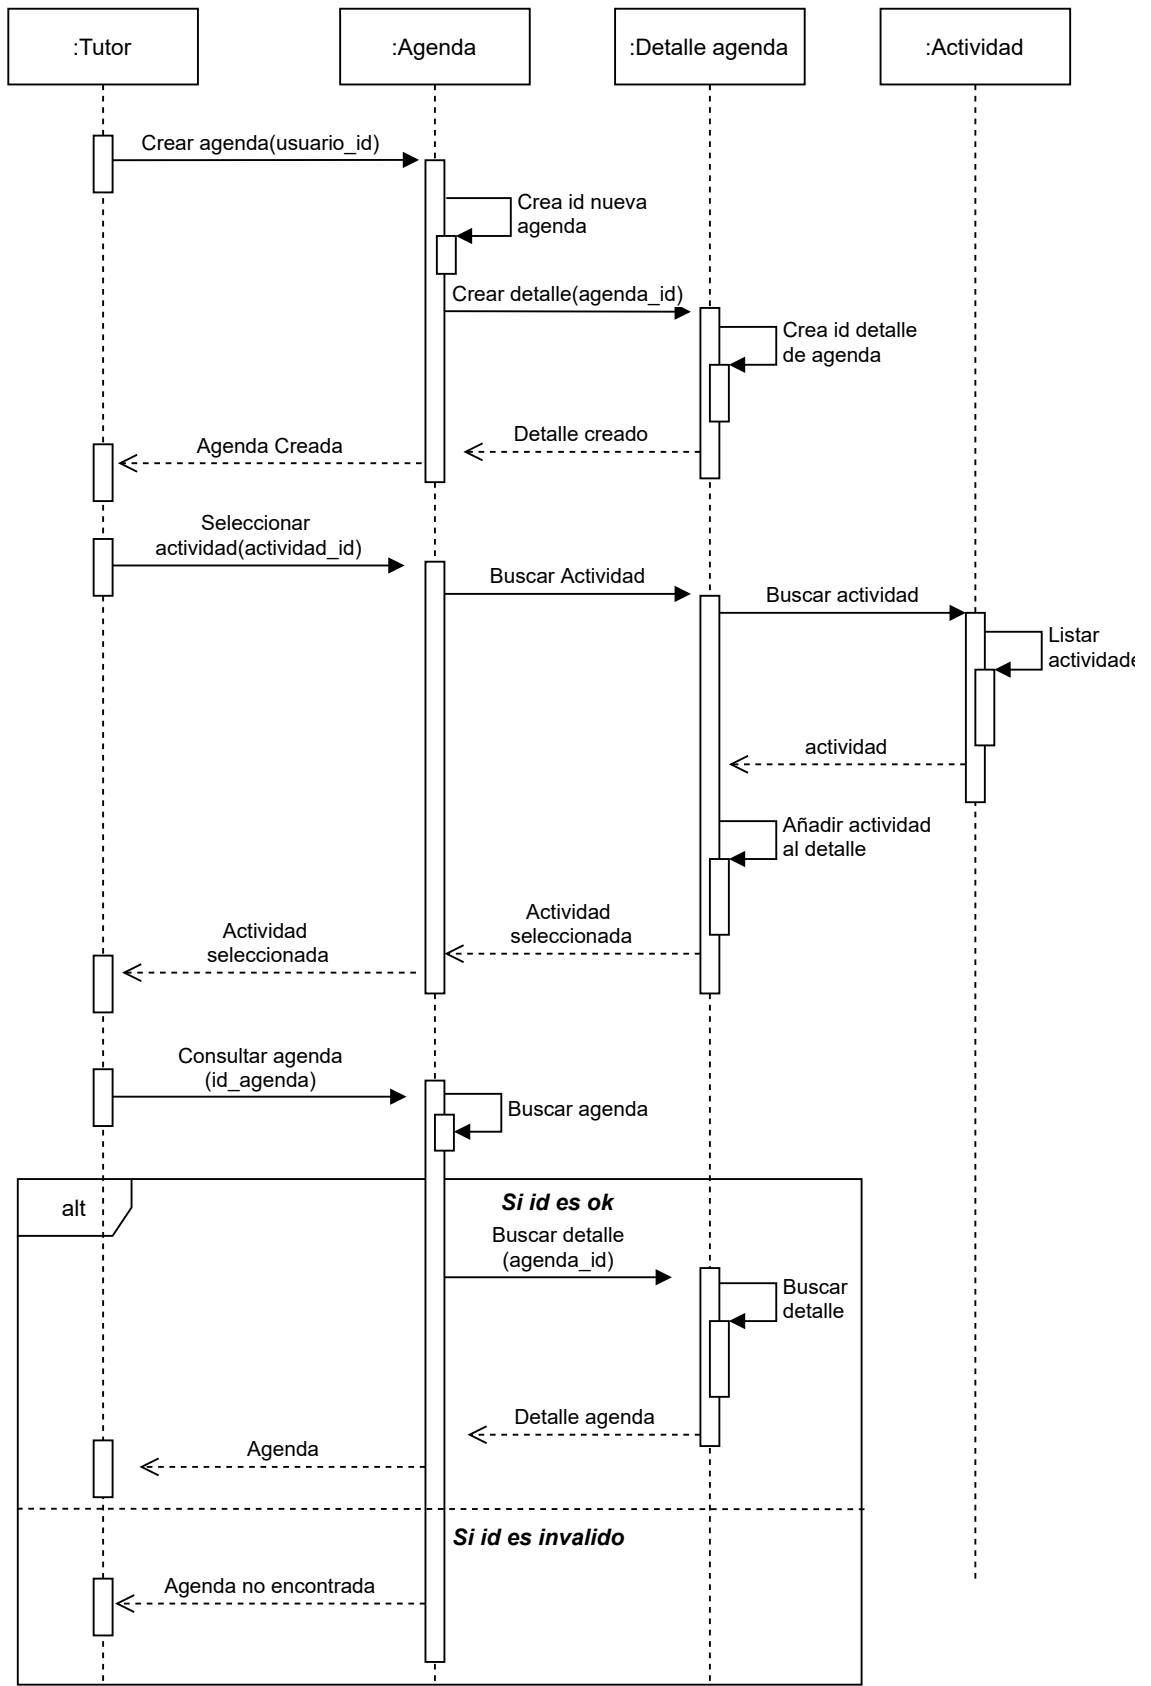 :Tutor
:Agenda
:Detalle agenda
:Actividad
Crear agenda(usuario_id)
Crea id nueva
agenda
Crear detalle(agenda_id)
Crea id detalle
de agenda
Detalle creado
Agenda Creada
Seleccionar
actividad(actividad_id)
Buscar Actividad
Buscar actividad
Listar
actividade
actividad
Añadir actividad
al detalle
Actividad
seleccionada
Actividad
seleccionada
Consultar agenda
(id_agenda)
Buscar agenda
alt
Si id es ok
Buscar detalle
(agenda_id)
Buscar
detalle
Detalle agenda
Agenda
Si id es invalido
Agenda no encontrada